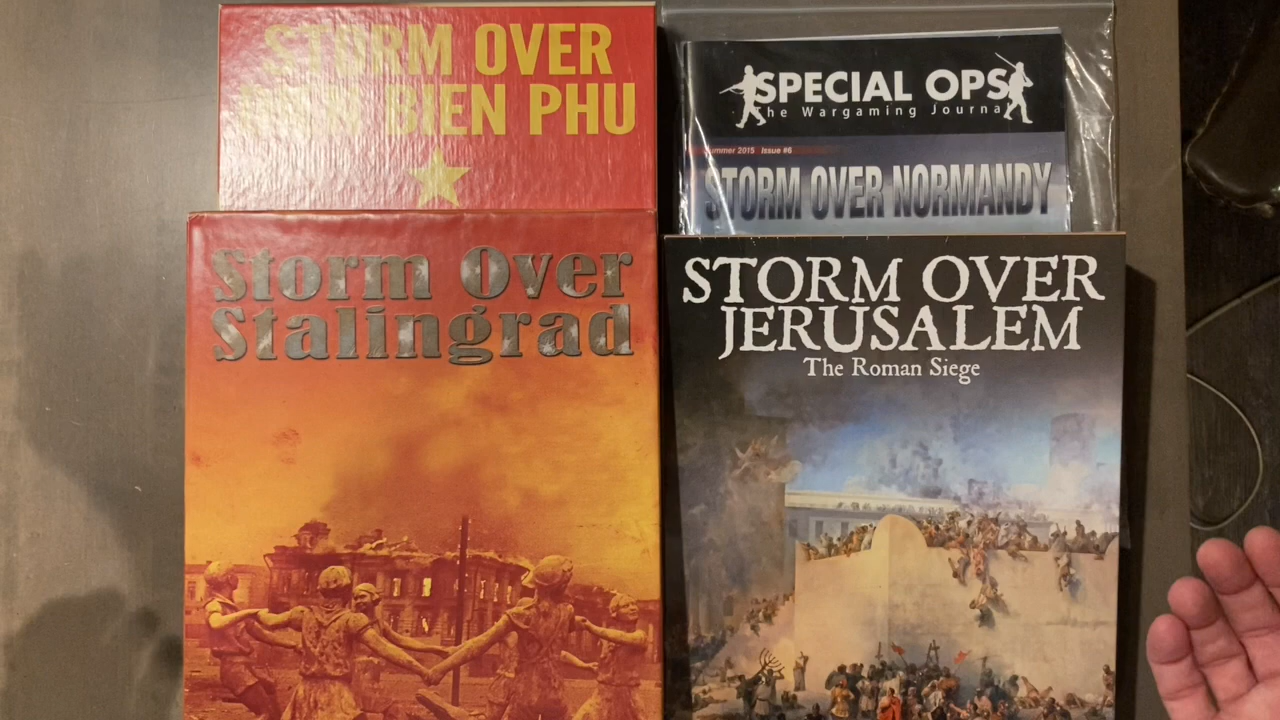 STORM OVER
DIEN BIEN PHU
SPECIAL OPS
The Wargaming Journal
Summer 2015 Issue #6
STORM OVER NORMANDY
Storm Over
Stalingrad
STORM OVER
JERUSALEM
The Roman Siege